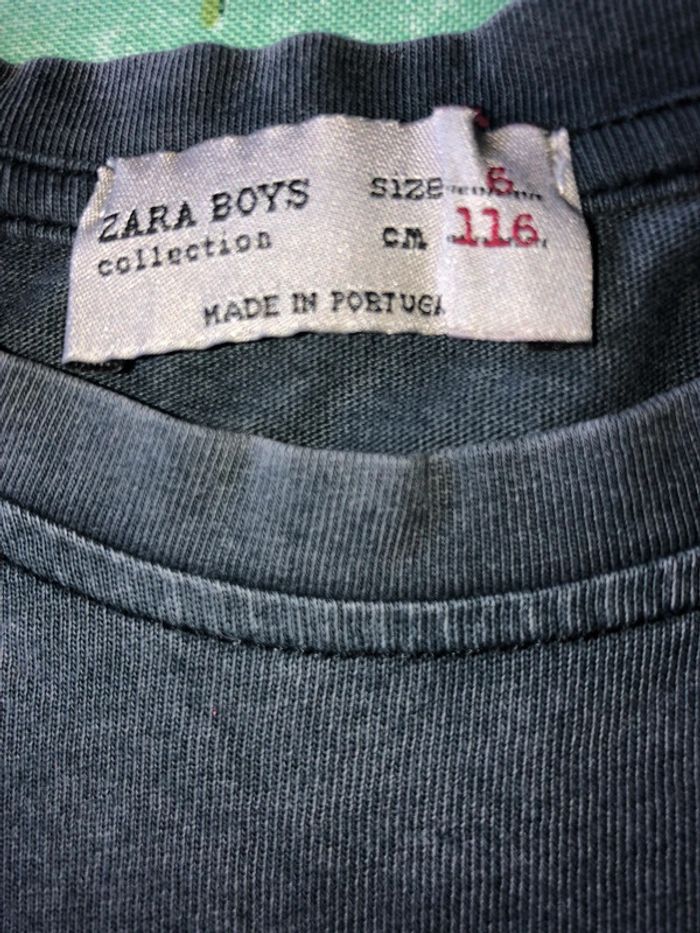 ZARA BOYS
collection
SIZE 6
CM 116
MADE IN PORTUGA